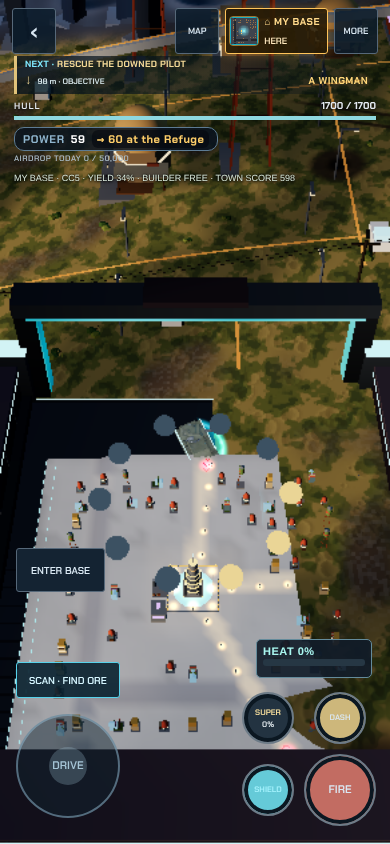 MAP
⌂ MY BASE
HERE
MORE
NEXT · RESCUE THE DOWNED PILOT
↓ 98 m · OBJECTIVE
A WINGMAN
HULL
1700 / 1700
POWER 59 → 60 at the Refuge
AIRDROP TODAY 0 / 50,000
MY BASE · CC5 · YIELD 34% · BUILDER FREE · TOWN SCORE 598
ENTER BASE
HEAT 0%
SCAN · FIND ORE
SUPER
0%
DASH
DRIVE
SHIELD
FIRE